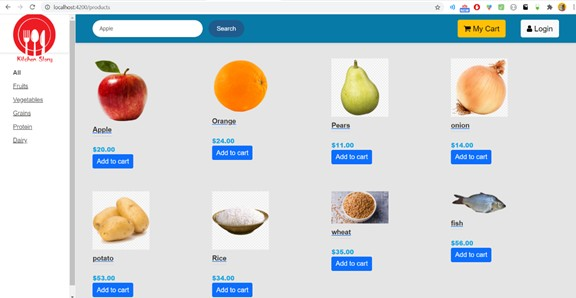 localhost:4200/products
Kitchen Story
Apple
Search
My Cart
Login
All
Fruits
Vegetables
Grains
Protein
Dairy
Apple
$20.00
Add to cart
Orange
$24.00
Add to cart
Pears
$11.00
Add to cart
onion
$14.00
Add to cart
potato
$53.00
Add to cart
Rice
$34.00
Add to cart
wheat
$35.00
Add to cart
fish
$56.00
Add to cart